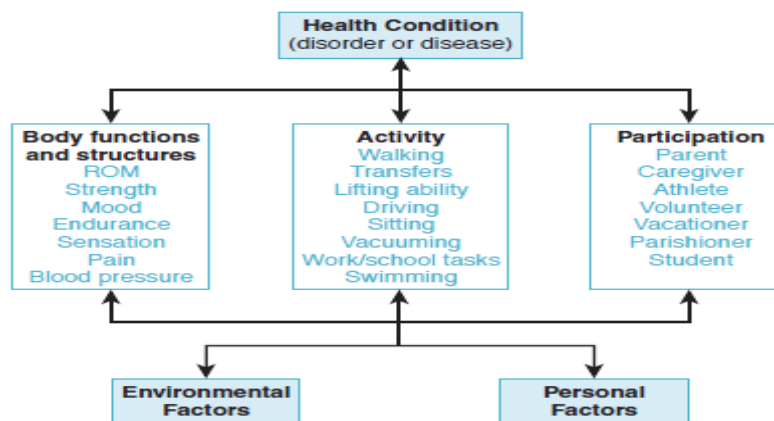 Health Condition
(disorder or disease)
Body functions
and structures
ROM
Strength
Mood
Endurance
Sensation
Pain
Blood pressure
Activity
Walking
Transfers
Lifting ability
Driving
Sitting
Vacuuming
Work/school tasks
Swimming
Participation
Parent
Caregiver
Athlete
Volunteer
Vacationer
Parishioner
Student
Environmental
Factors
Personal
Factors